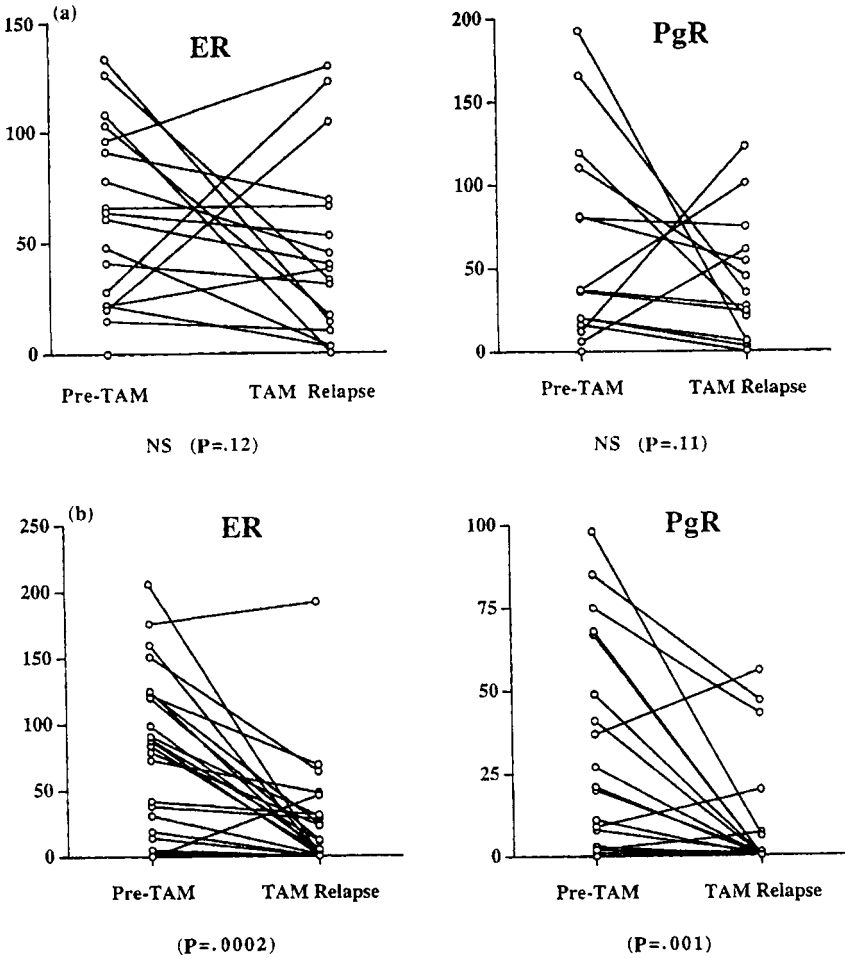 (a)
ER
150
100
50
0
Pre-TAM TAM Relapse
NS (P=.12)
PgR
200
150
100
50
0
Pre-TAM TAM Relapse
NS (P=.11)
(b)
ER
250
200
150
100
50
0
Pre-TAM TAM Relapse
(P=.0002)
PgR
100
75
50
25
0
Pre-TAM TAM Relapse
(P=.001)